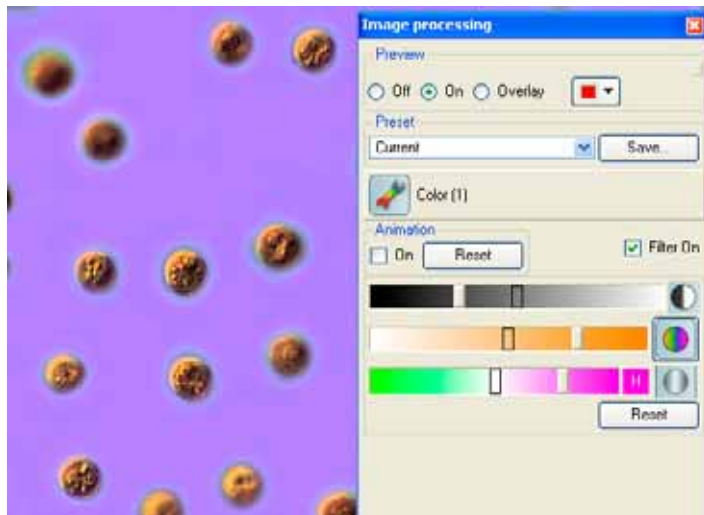 Image processing
Preview
Off On Overlay
Preset
Current Save...
Color (1)
Animation
On Reset Filter On
H
Reset